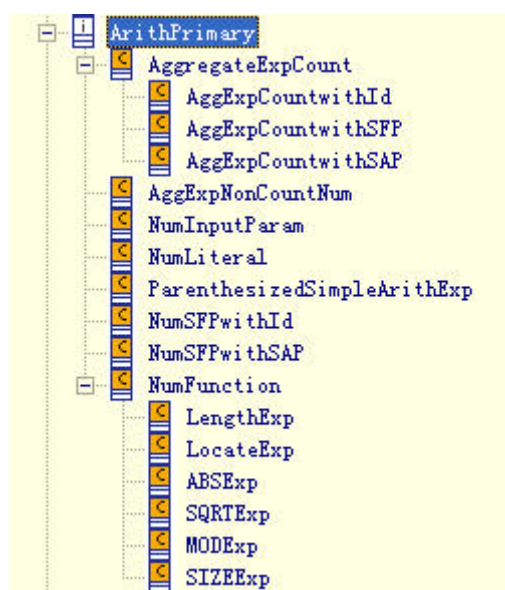 ArithPrimary
AggregateExpCount
AggExpCountwithId
AggExpCountwithSFP
AggExpCountwithSAP
AggExpNonCountNum
NumInputParam
NumLiteral
ParenthesizedSimpleArithExp
NumSFPwithId
NumSFPwithSAP
NumFunction
LengthExp
LocateExp
ABSExp
SQRTExp
MODExp
SIZEExp